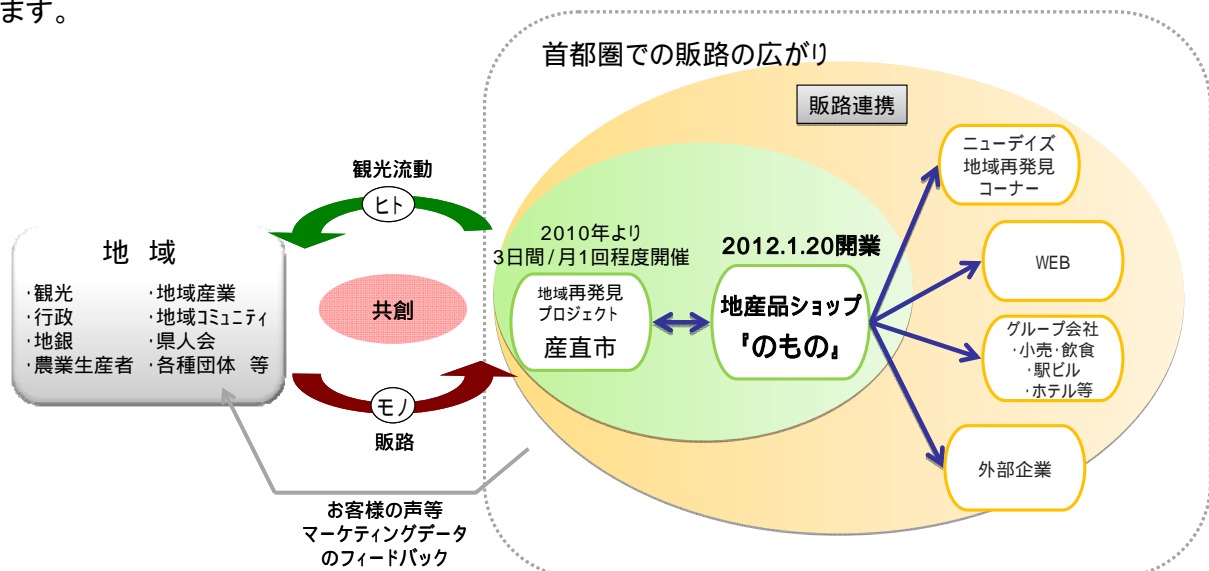 ます。
首都圏での販路の広がり
販路連携
ニューデイズ
地域再発見
コーナー
観光流動
ヒト
2010年より
3日間/月1回程度開催
2012.1.20開業
地 域
・観光
・行政
・地銀
・農業生産者
・地域産業
・地域コミュニティ
・県人会
・各種団体 等
共創
地域再発見
プロジェクト
産直市
地産品ショップ
『のもの』
WEB
グループ会社
・小売・飲食
・駅ビル
・ホテル等
モノ
販路
外部企業
お客様の声等
マーケティングデータ
のフィードバック